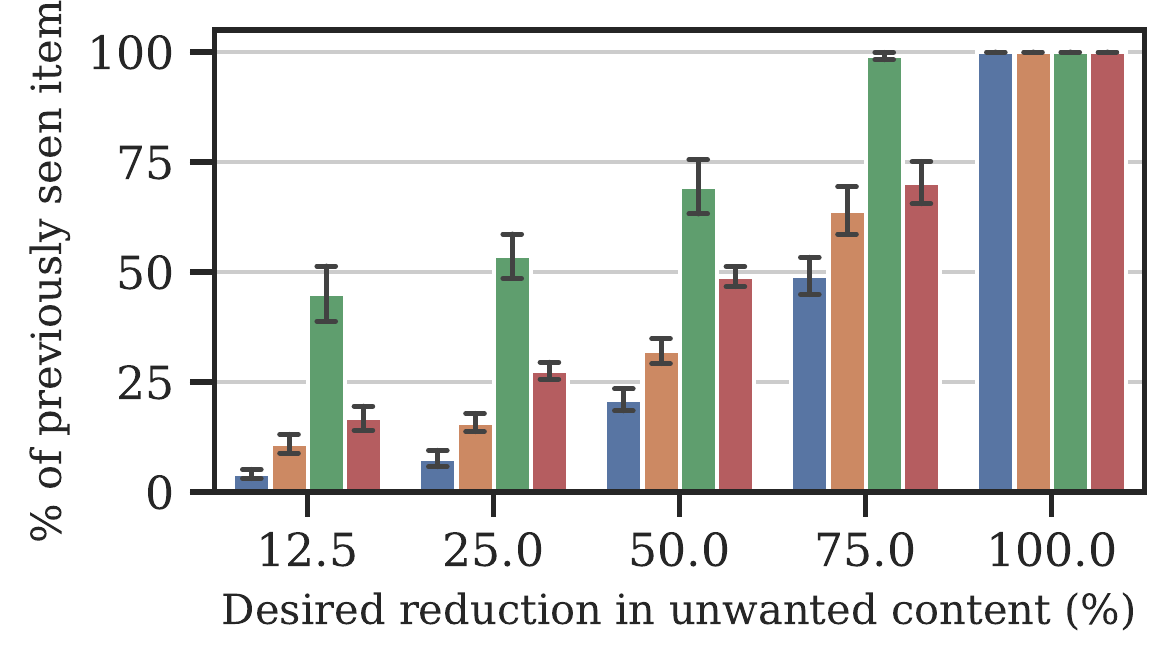 % of previously seen item
100
75
50
25
0
12.5 25.0 50.0 75.0 100.0
Desired reduction in unwanted content (%)